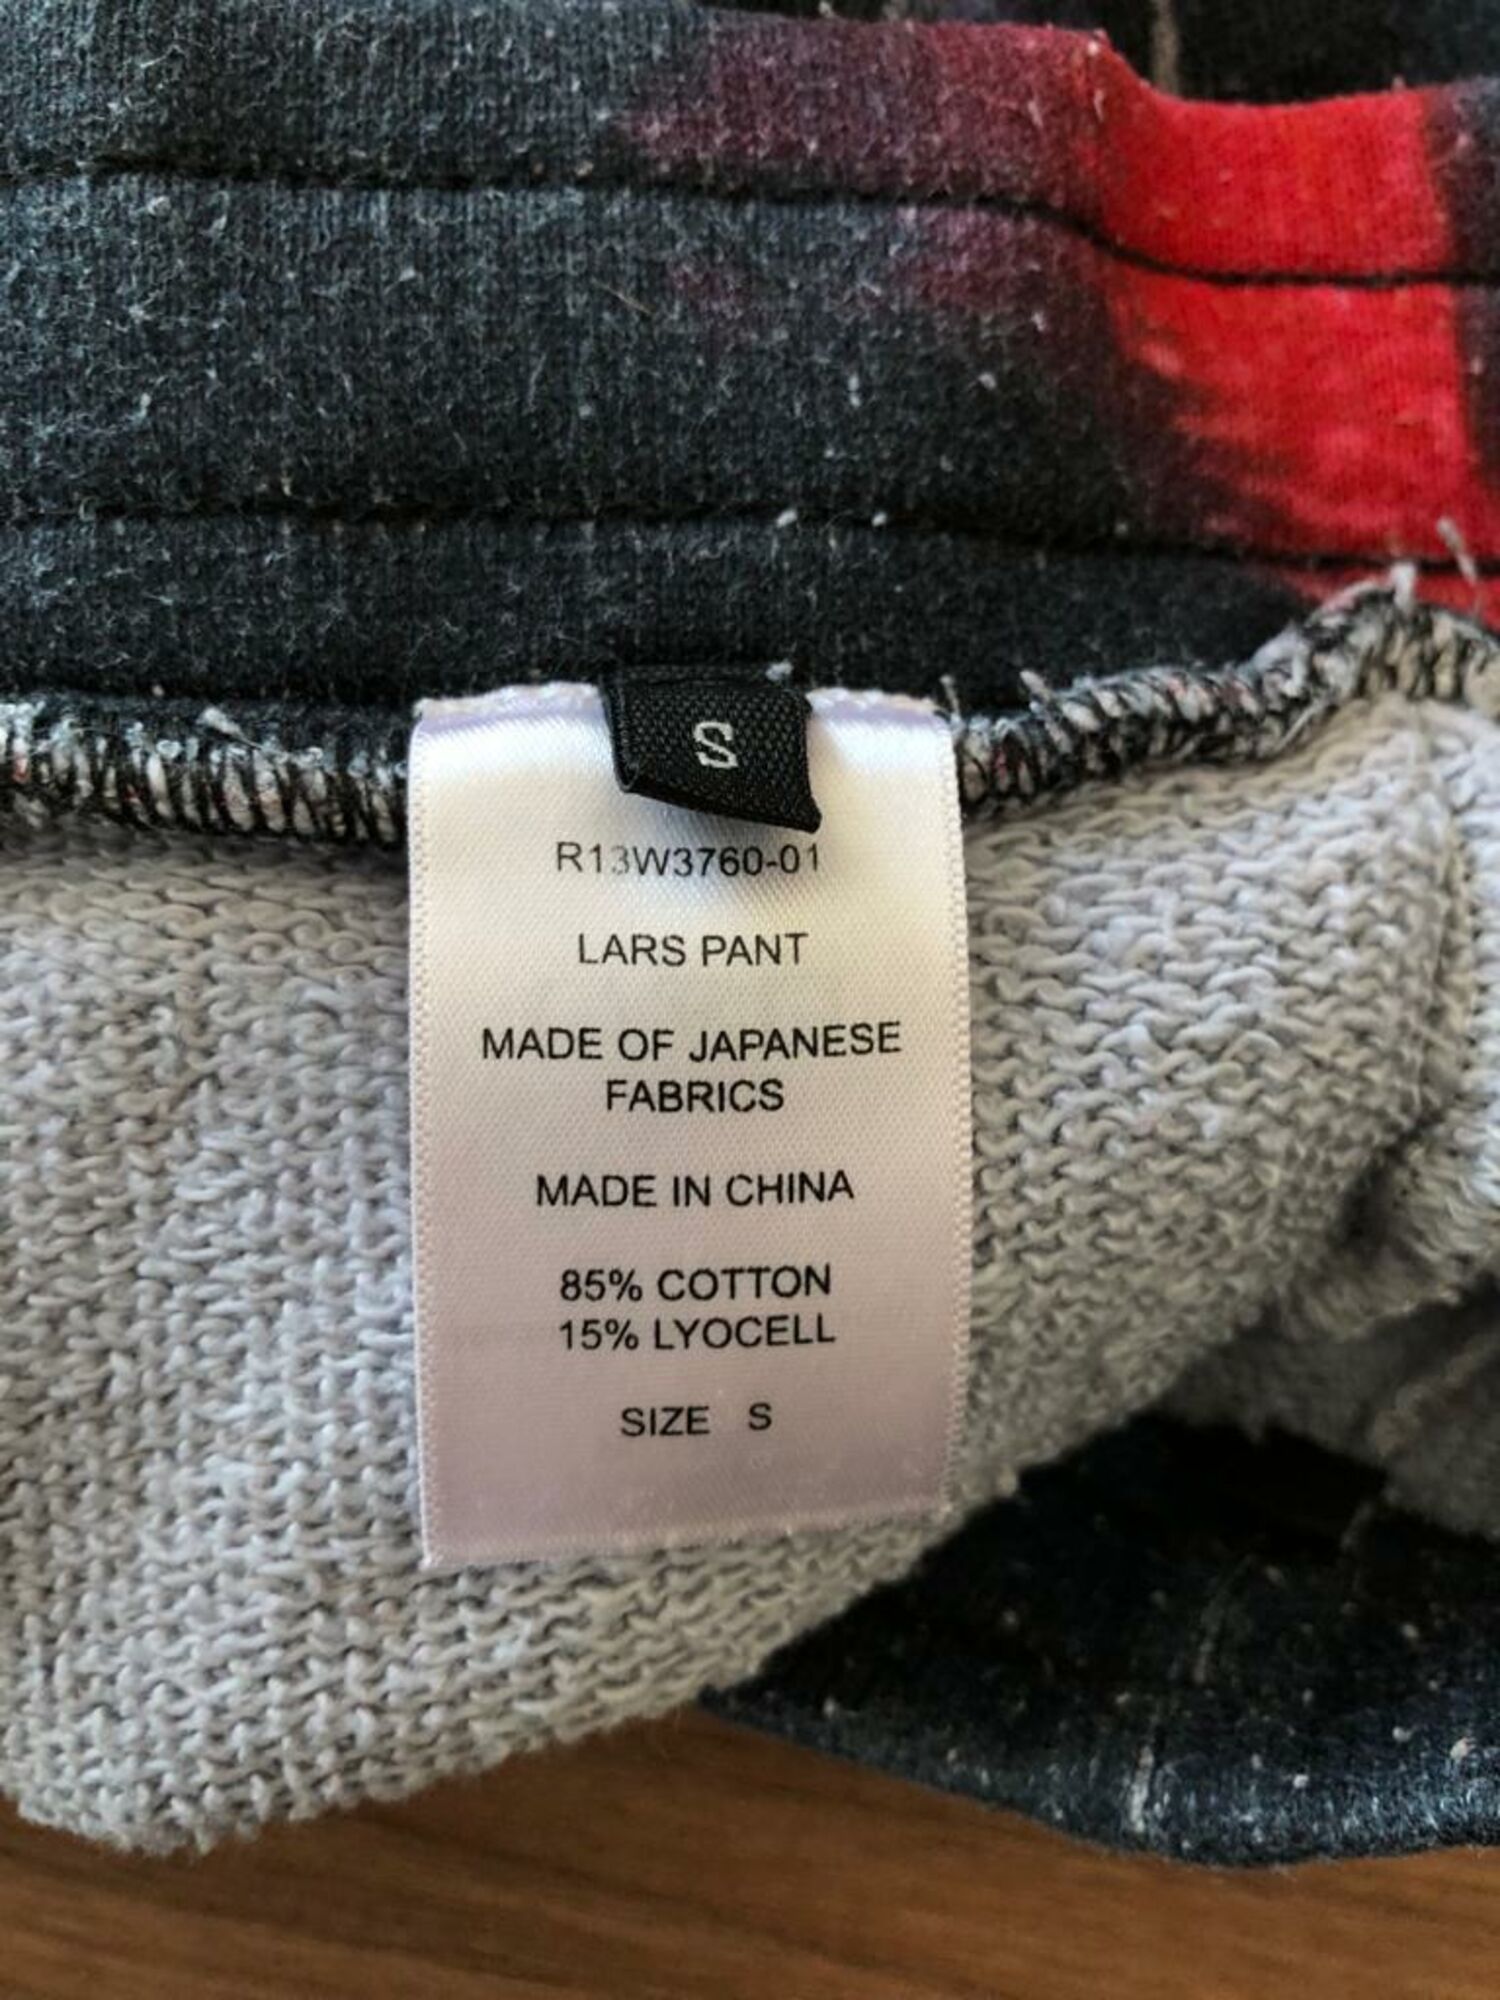 S
R13W3760-01
LARS PANT
MADE OF JAPANESE
FABRICS
MADE IN CHINA
85% COTTON
15% LYOCELL
SIZE S